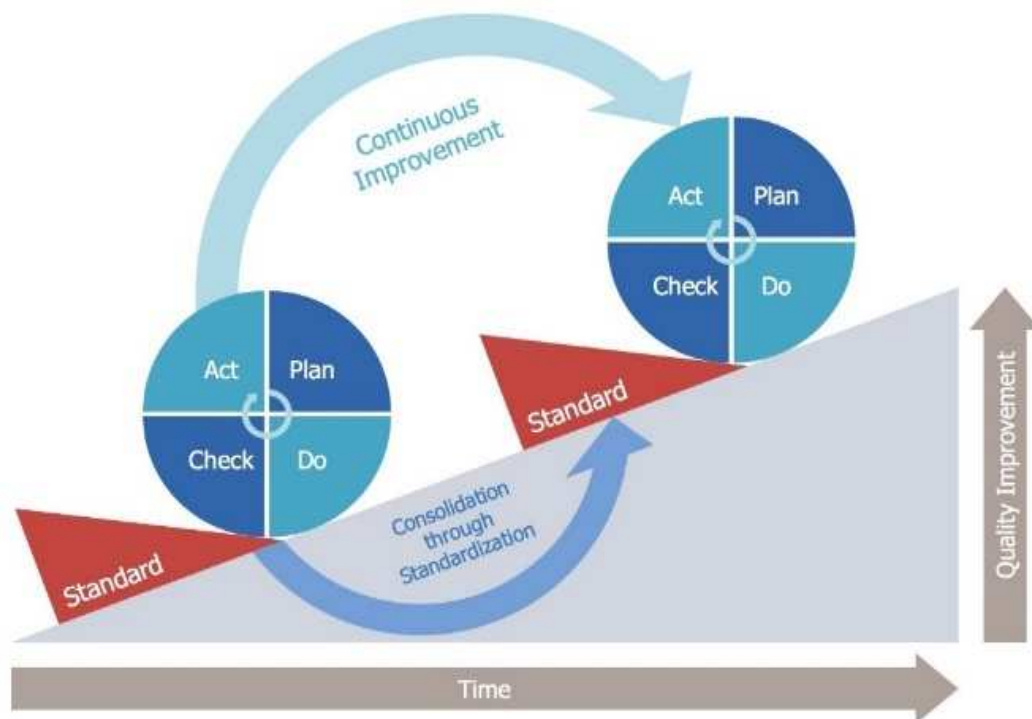 Continuous
Improvement
Act
Plan
Check
Do
Standard
Act
Plan
Check
Do
Standard
Consolidation
through
Standardization
Quality Improvement
Time